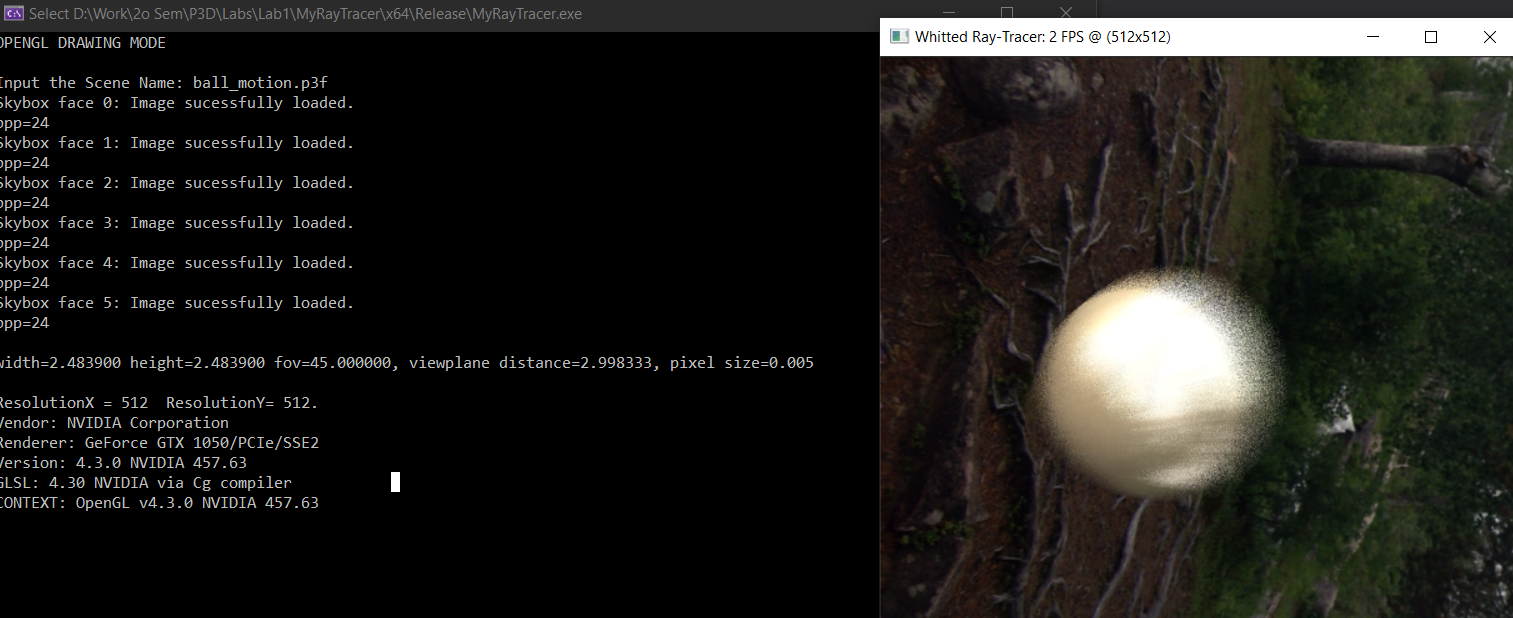 Select D:\Work\2o Sem\P3D\Labs\Lab1\MyRayTracer\x64\Release\MyRayTracer.exe
OPENGL DRAWING MODE
Input the Scene Name: ball_motion.p3f
Skybox face 0: Image sucessfully loaded.
bpp=24
Skybox face 1: Image sucessfully loaded.
bpp=24
Skybox face 2: Image sucessfully loaded.
bpp=24
Skybox face 3: Image sucessfully loaded.
bpp=24
Skybox face 4: Image sucessfully loaded.
bpp=24
Skybox face 5: Image sucessfully loaded.
bpp=24
width=2.483900 height=2.483900 fov=45.000000, viewplane distance=2.998333, pixel size=0.005
ResolutionX = 512  ResolutionY= 512.
Vendor: NVIDIA Corporation
Renderer: GeForce GTX 1050/PCIe/SSE2
Version: 4.3.0 NVIDIA 457.63
GLSL: 4.30 NVIDIA via Cg compiler
CONTEXT: OpenGL v4.3.0 NVIDIA 457.63
Whitted Ray-Tracer: 2 FPS @ (512x512)